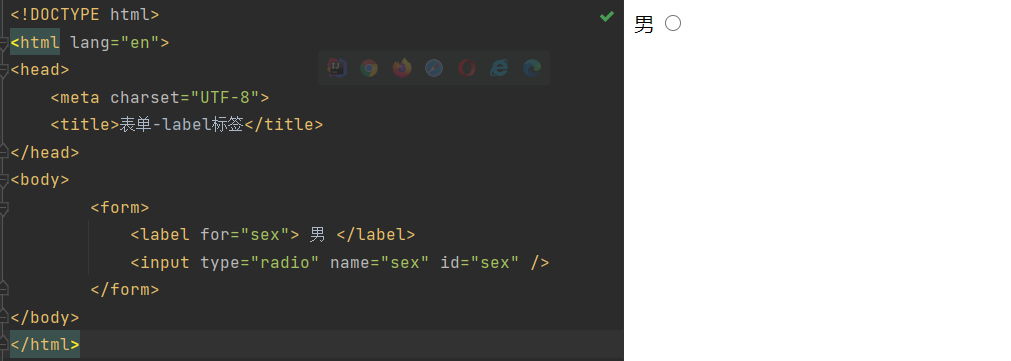 <!DOCTYPE html>
<html lang="en">
<head>
    <meta charset="UTF-8">
    <title>表单-label标签</title>
</head>
<body>
        <form>
            <label for="sex"> 男 </label>
            <input type="radio" name="sex" id="sex" />
        </form>
</body>
</html>
男